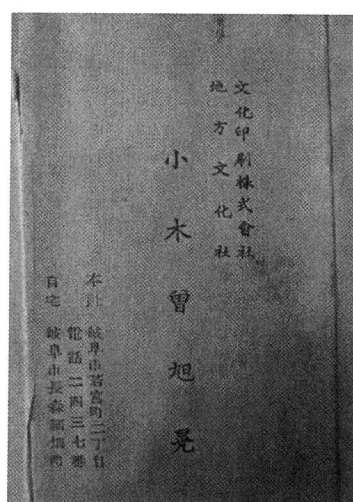 文化印刷株式會社
地方文化社
小木曽旭晃
本社 岐阜市若宮町二丁目
電話二四三七番
自宅 岐阜市長森